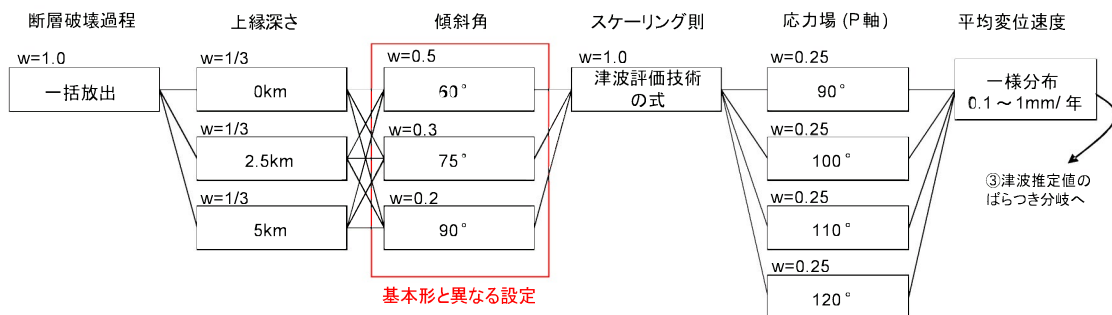 断層破壊過程
上縁深さ
傾斜角
スケーリング則
応力場(P軸)
平均変位速度
w=1.0
一括放出
w=1/3
0km
w=1/3
2.5km
w=1/3
5km
w=0.5
60°
w=0.3
75°
w=0.2
90°
基本形と異なる設定
w=1.0
津波評価技術
の式
w=0.25
90°
w=0.25
100°
w=0.25
110°
w=0.25
120°
一様分布
0.1～1mm/年
③津波推定値の
ばらつき分岐へ